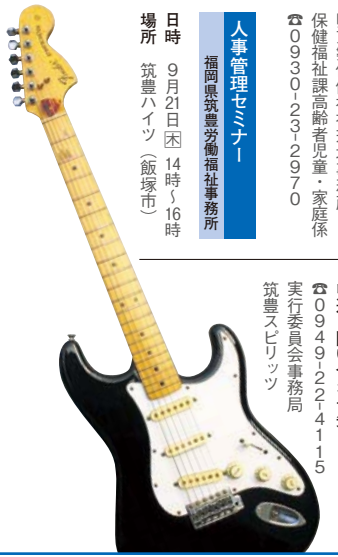 保健福祉課高齢者児童・家庭係
☎0930-23-2970
人事管理セミナー
福岡県筑豊労働福祉事務所
日時 9月21日木 14時～16時
場所 筑豊ハイツ（飯塚市）
☎0949-22-4115
実行委員会事務局
筑豊スピリッツ